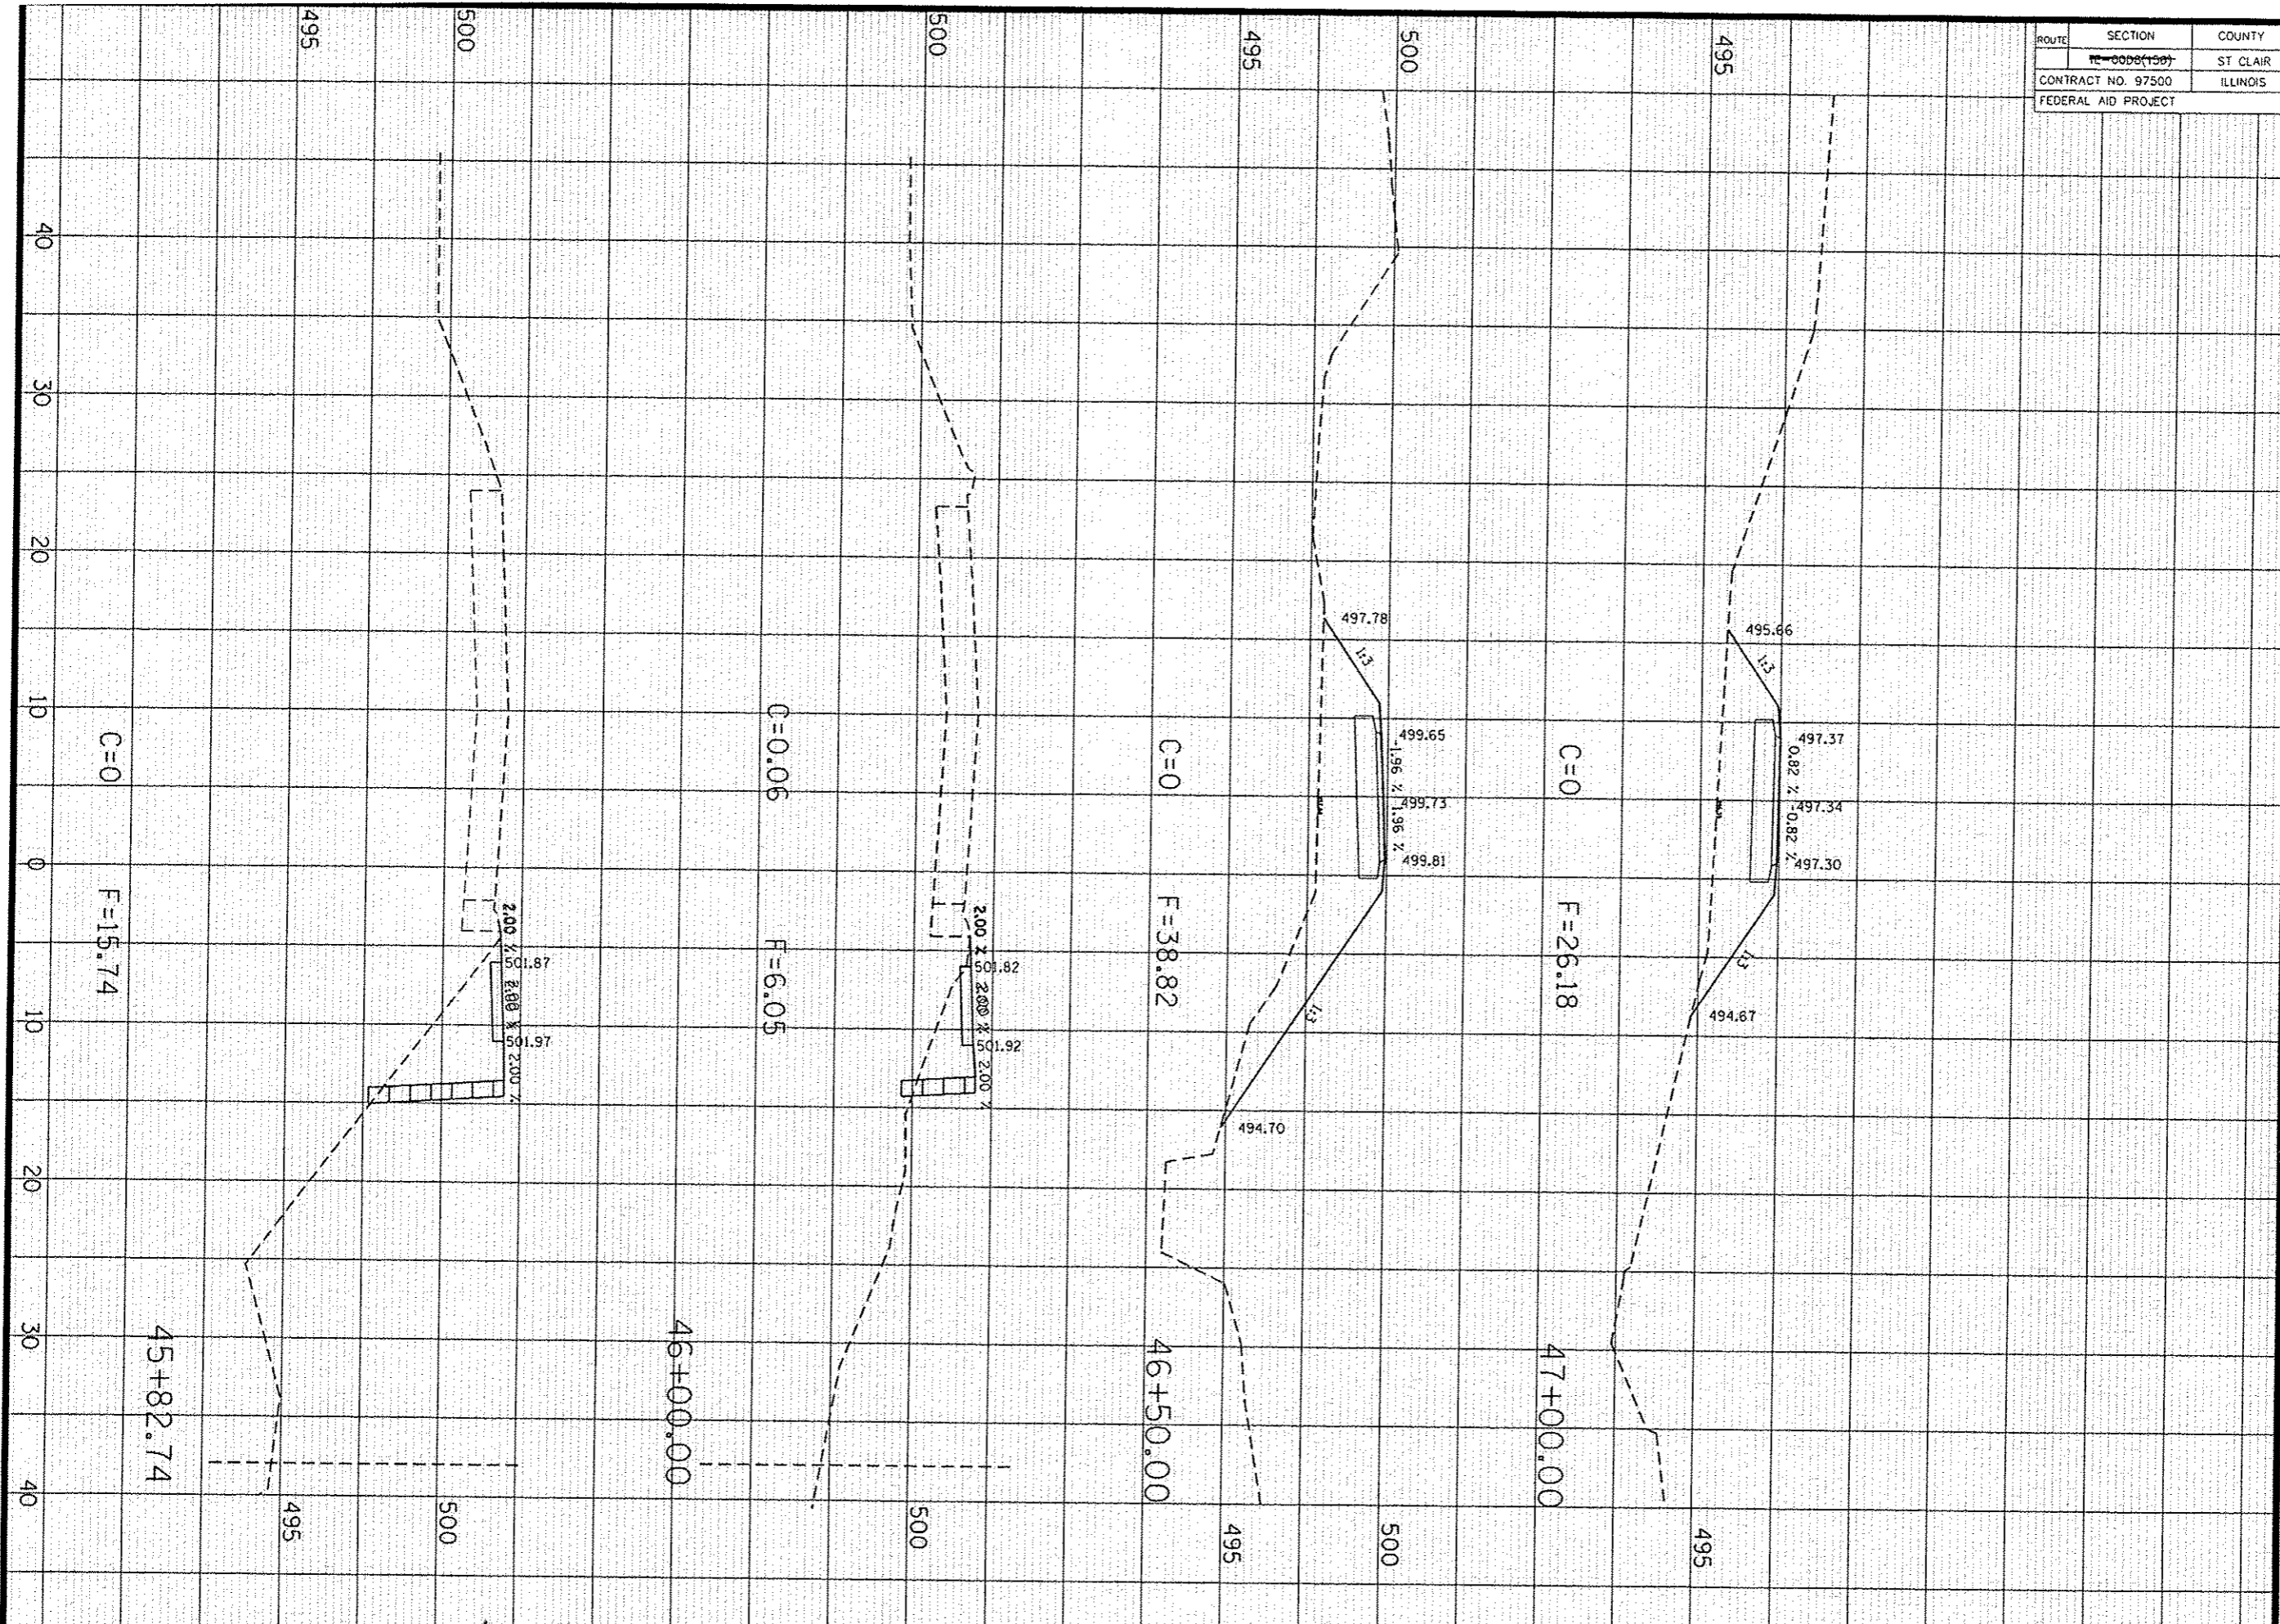 ROUTE SECTION COUNTY
ST CLAIR
CONTRACT NO. 97500 ILLINOIS
FEDERAL AID PROJECT
495 500 500 495 500 495
40 30 20 10 0 10 20 30 40
495.66
1:3
497.37
0.82 %
497.34
-0.82 %
497.30
1:3
494.67
C=0 F=26.18 47+00.00
497.78
1:3
499.65
-1.96 %
499.73
1.96 %
499.81
1:3
494.70
C=0 F=38.82 46+50.00
2.00 %
501.82
2.00 %
501.92
2.00 %
C=0.06 F=6.05 46+00.00
2.00 %
501.87
2.00 %
501.97
2.00 %
C=0 F=15.74 45+82.74
495 500 500 495 500 495